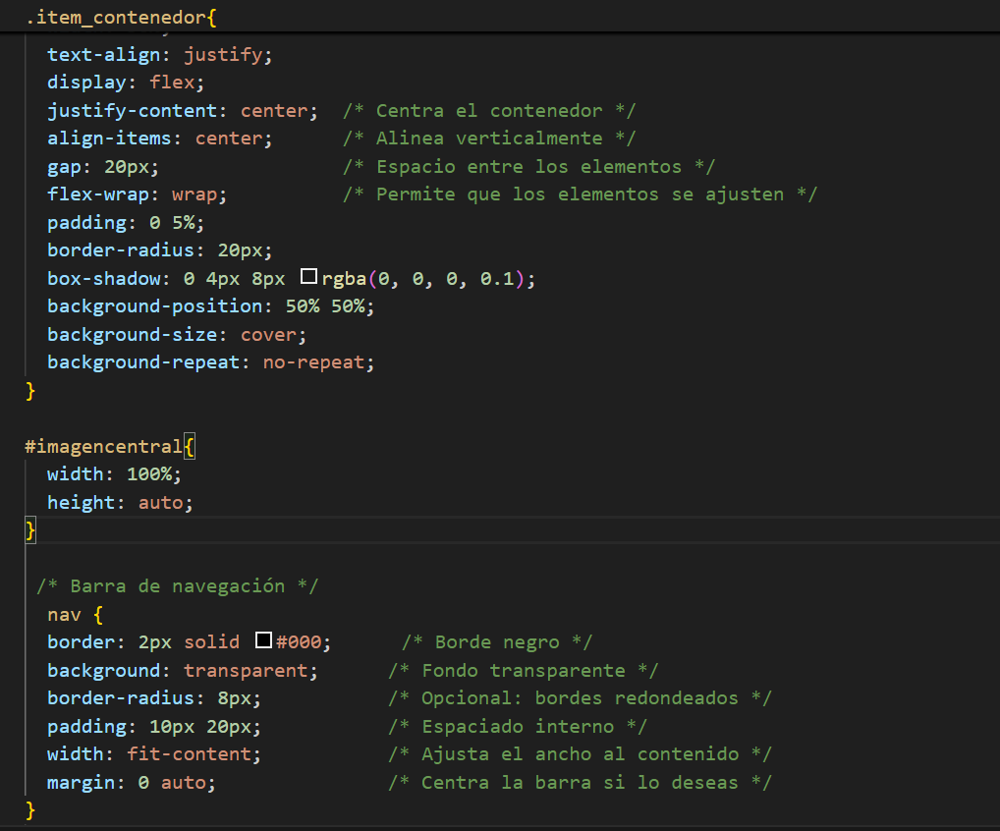 .item_contenedor{
text-align: justify;
display: flex;
justify-content: center;  /* Centra el contenedor */
align-items: center;      /* Alinea verticalmente */
gap: 20px;                /* Espacio entre los elementos */
flex-wrap: wrap;          /* Permite que los elementos se ajusten */
padding: 0 5%;
border-radius: 20px;
box-shadow: 0 4px 8px rgba(0, 0, 0, 0.1);
background-position: 50% 50%;
background-size: cover;
background-repeat: no-repeat;
}
#imagencentral{
width: 100%;
height: auto;
}
/* Barra de navegación */
nav {
border: 2px solid #000;      /* Borde negro */
background: transparent;      /* Fondo transparente */
border-radius: 8px;           /* Opcional: bordes redondeados */
padding: 10px 20px;           /* Espaciado interno */
width: fit-content;           /* Ajusta el ancho al contenido */
margin: 0 auto;               /* Centra la barra si lo deseas */
}